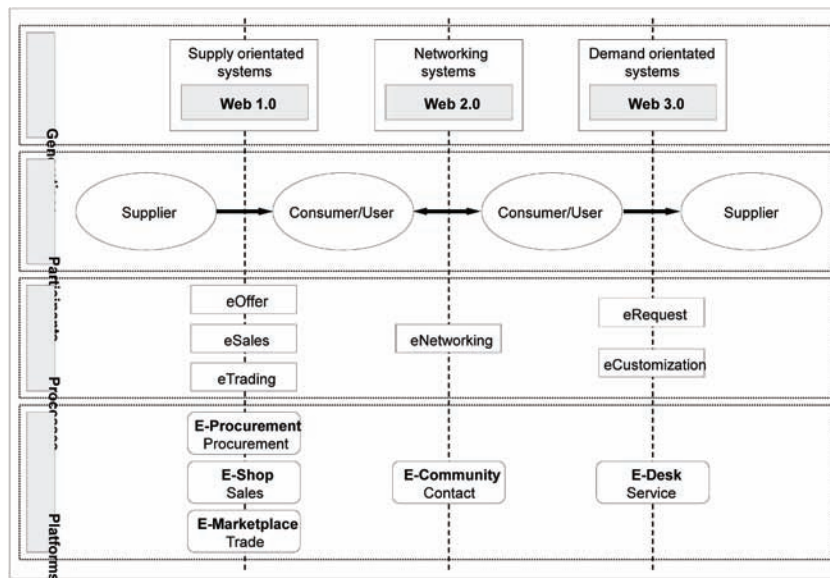 Supply orientated
systems
Web 1.0
Networking
systems
Web 2.0
Demand orientated
systems
Web 3.0
Supplier
Consumer/User
Consumer/User
Supplier
Participants
eOffer
eSales
eTrading
eNetworking
eRequest
eCustomization
Processes
E-Procurement
Procurement
E-Shop
Sales
E-Marketplace
Trade
E-Community
Contact
E-Desk
Service
Platforms